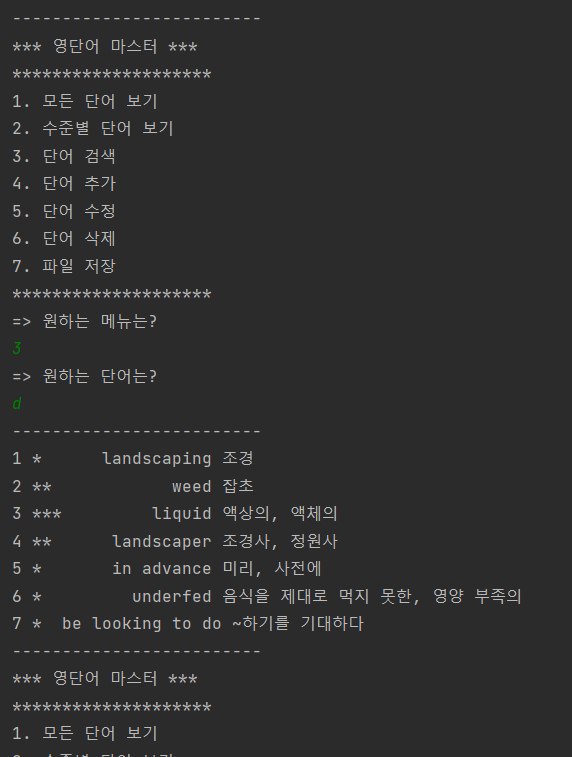 -------------------------
*** 영단어 마스터 ***
********************
1. 모든 단어 보기
2. 수준별 단어 보기
3. 단어 검색
4. 단어 추가
5. 단어 수정
6. 단어 삭제
7. 파일 저장
********************
=> 원하는 메뉴는?
3
=> 원하는 단어는?
d
-------------------------
1 *      landscaping 조경
2 **            weed 잡초
3 ***         liquid 액상의, 액체의
4 **      landscaper 조경사, 정원사
5 *       in advance 미리, 사전에
6 *         underfed 음식을 제대로 먹지 못한, 영양 부족의
7 *  be looking to do ~하기를 기대하다
-------------------------
*** 영단어 마스터 ***
********************
1. 모든 단어 보기